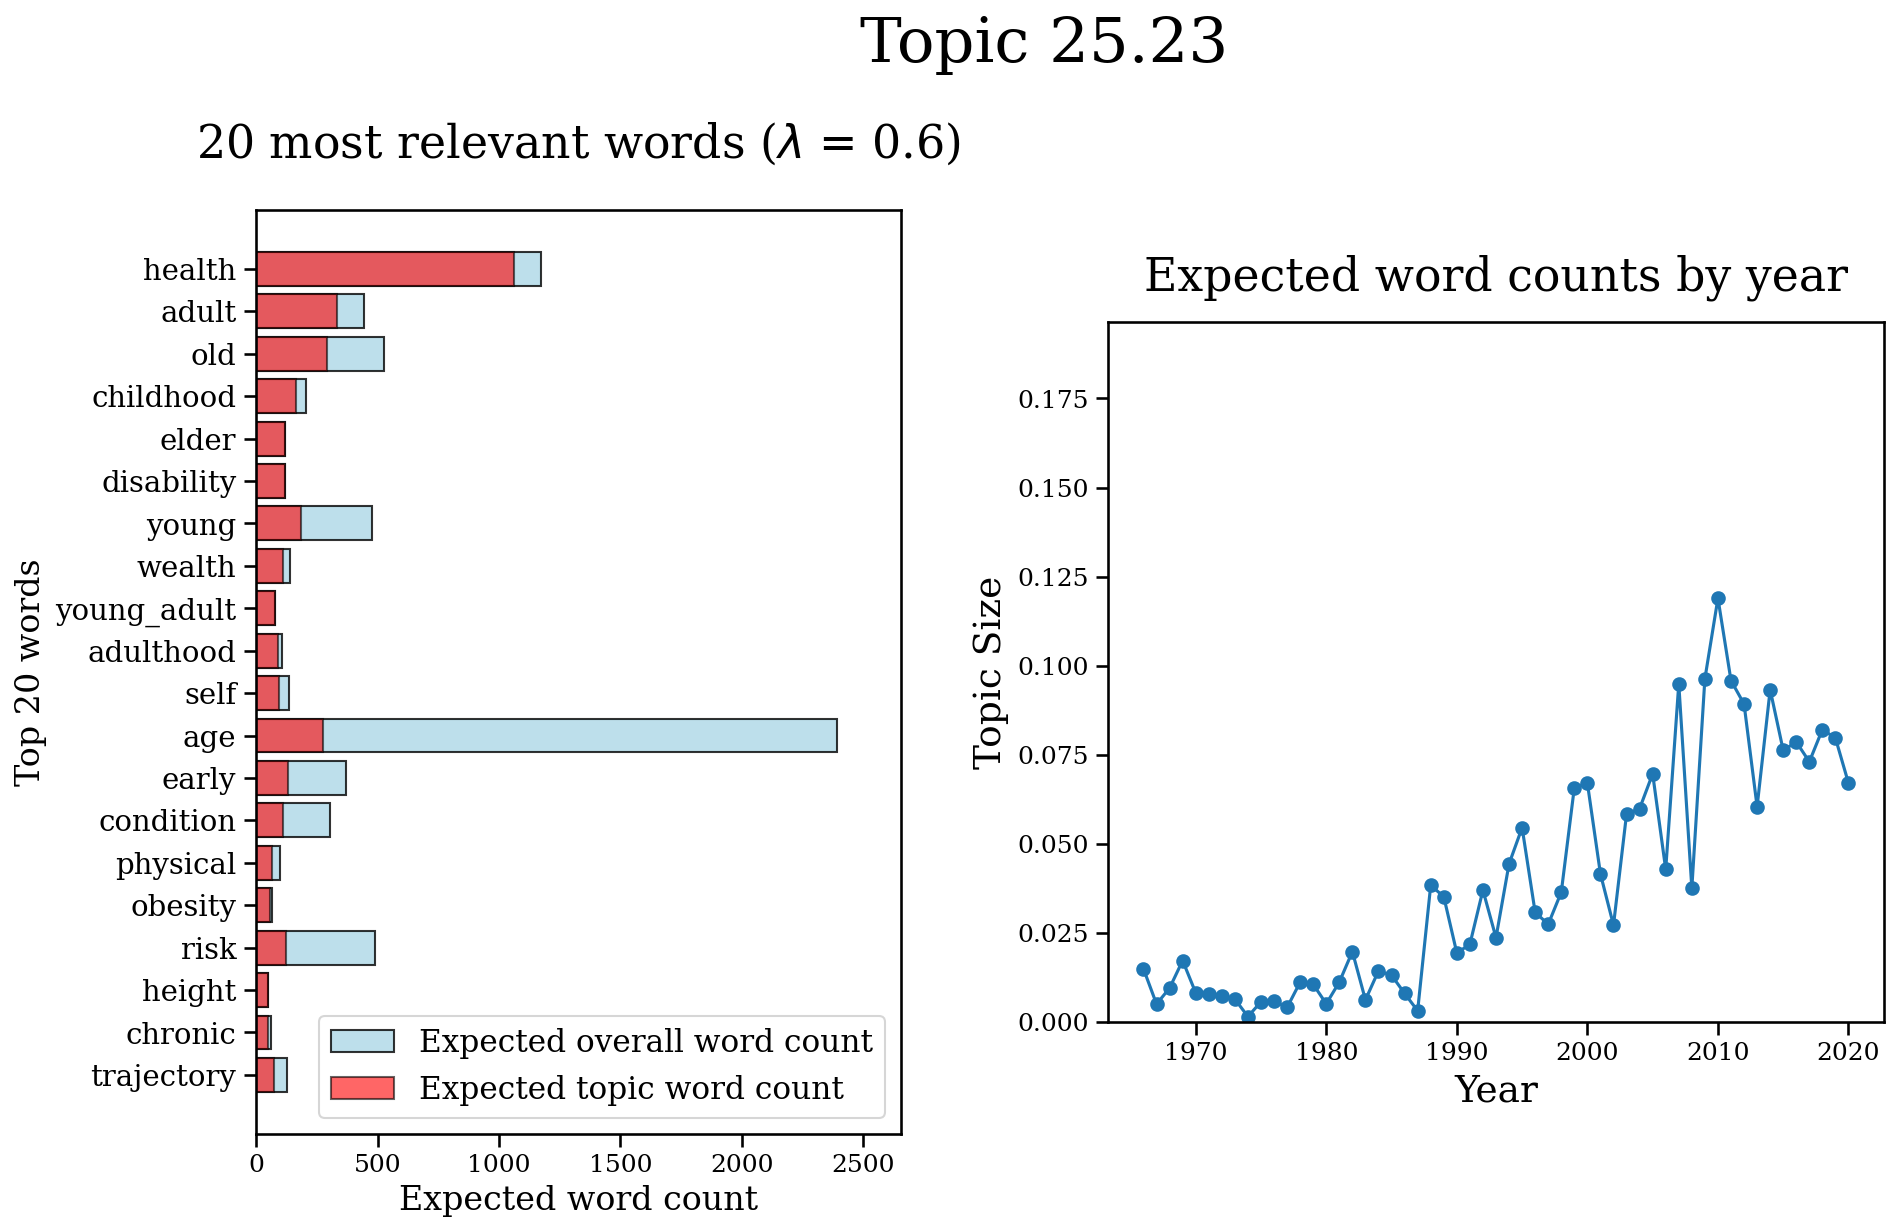 Topic 25.23
20 most relevant words (λ = 0.6)
Top 20 words
health
adult
old
childhood
elder
disability
young
wealth
young_adult
adulthood
self
age
early
condition
physical
obesity
risk
height
chronic
trajectory
Expected overall word count
Expected topic word count
0 500 1000 1500 2000 2500
Expected word count
Expected word counts by year
Topic Size
0.175
0.150
0.125
0.100
0.075
0.050
0.025
0.000
1970 1980 1990 2000 2010 2020
Year